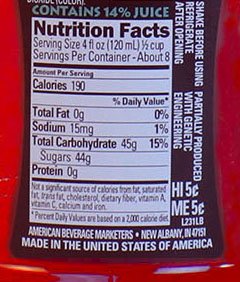 CONTAINS 14% JUICE
Nutrition Facts
Serving Size 4 fl oz (120 mL) ½ cup
Servings Per Container - About 8
Amount Per Serving
Calories 190
% Daily Value*
Total Fat 0g 0%
Sodium 15mg 1%
Total Carbohydrate 45g 15%
Sugars 44g
Protein 0g
Not a significant source of calories from fat, saturated
fat, trans fat, cholesterol, dietary fiber, vitamin A,
vitamin C, calcium and iron.
* Percent Daily Values are based on a 2,000 calorie diet.
SHAKE BEFORE USING
REFRIGERATE
AFTER OPENING
PARTIALLY PRODUCED
WITH GENETIC
ENGINEERING
HI 5¢
ME 5¢
L231LB
AMERICAN BEVERAGE MARKETERS • NEW ALBANY, IN 47151
MADE IN THE UNITED STATES OF AMERICA